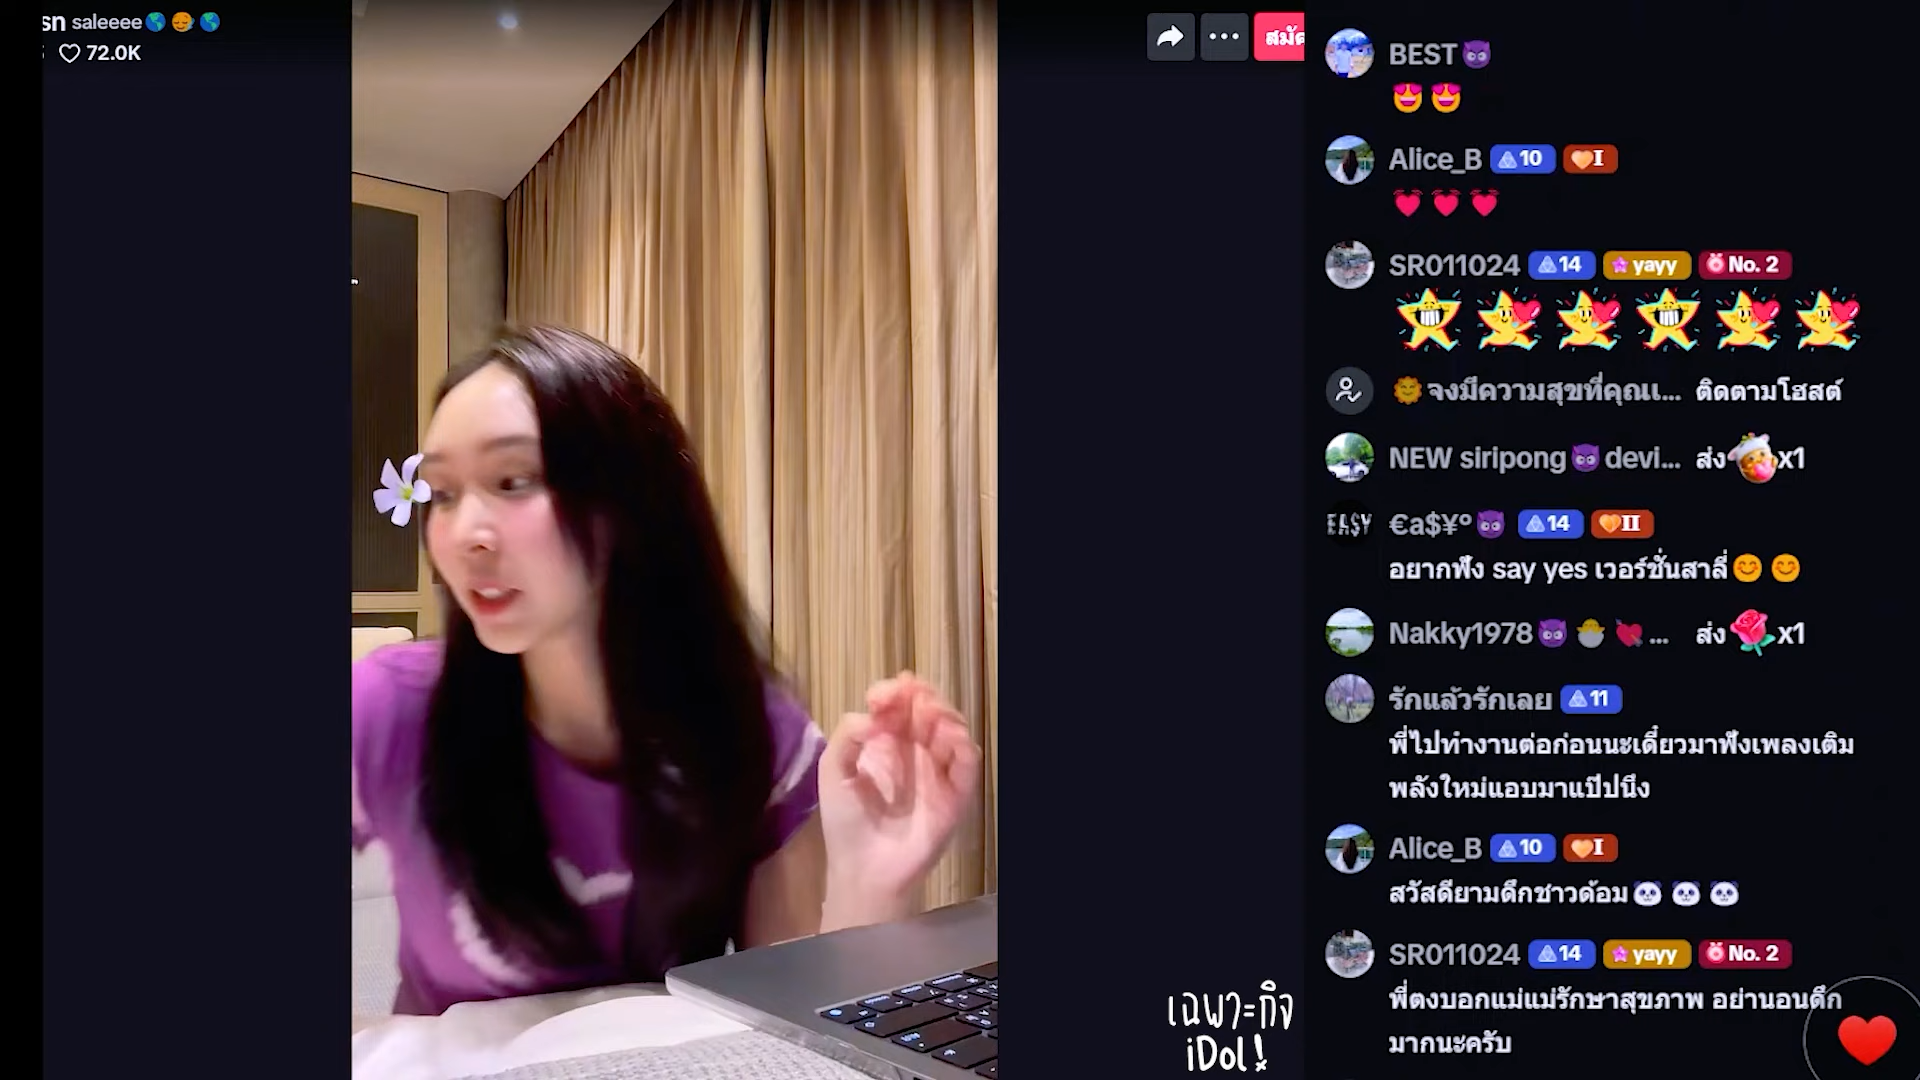 sn saleeee🌎😴🌎
72.0K
สมัค
BEST😈
😍😍
Alice_B 10 I
💓💓💓
SR011024 14 yayy No. 2
🌞จงมีความสุขที่คุณเ... ติดตามโฮสต์
NEW siripong😈devi... ส่ง x1
EA$Y €a$¥°😈 14 II
อยากฟัง say yes เวอร์ชั่นสาลี่😊😊
Nakky1978😈🐣💘... ส่ง x1
รักแล้วรักเลย 11
พี่ไปทำงานต่อก่อนนะเดี๋ยวมาฟังเพลงเติม
พลังใหม่แอบมาแป๊ปนึง
Alice_B 10 I
สวัสดียามดึกชาวด้อม🐼🐼🐼
SR011024 14 yayy No. 2
พี่ตงบอกแม่แม่รักษาสุขภาพ อย่านอนดึก
มากนะครับ
เฉพาะกิจ
iDol!